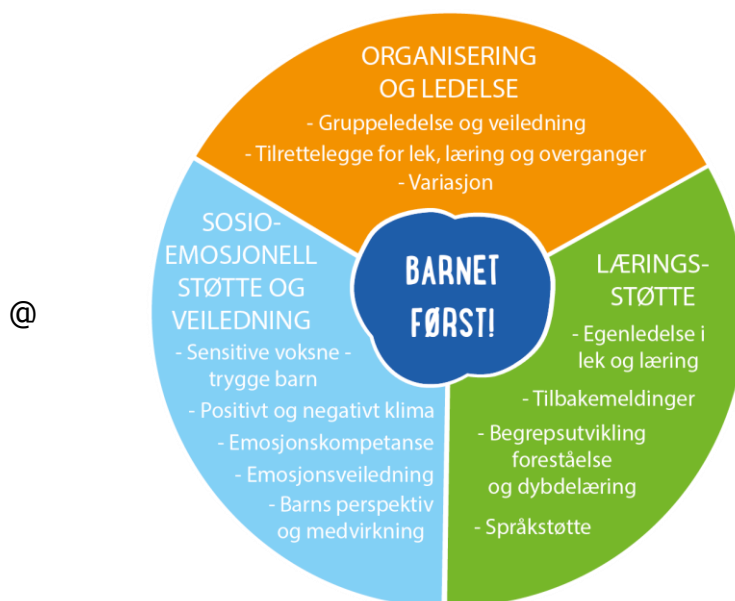 ORGANISERING
OG LEDELSE
- Gruppeledelse og veiledning
- Tilrettelegge for lek, læring og overganger
- Variasjon
SOSIO-
EMOSJONELL
STØTTE OG
VEILEDNING
- Sensitive voksne -
trygge barn
- Positivt og negativt klima
- Emosjonskompetanse
- Emosjonsveiledning
- Barns perspektiv
og medvirkning
BARNET
FØRST!
LÆRINGS-
STØTTE
- Egenledelse i
lek og læring
- Tilbakemeldinger
- Begrepsutvikling
foreståelse
og dybdelæring
- Språkstøtte
@